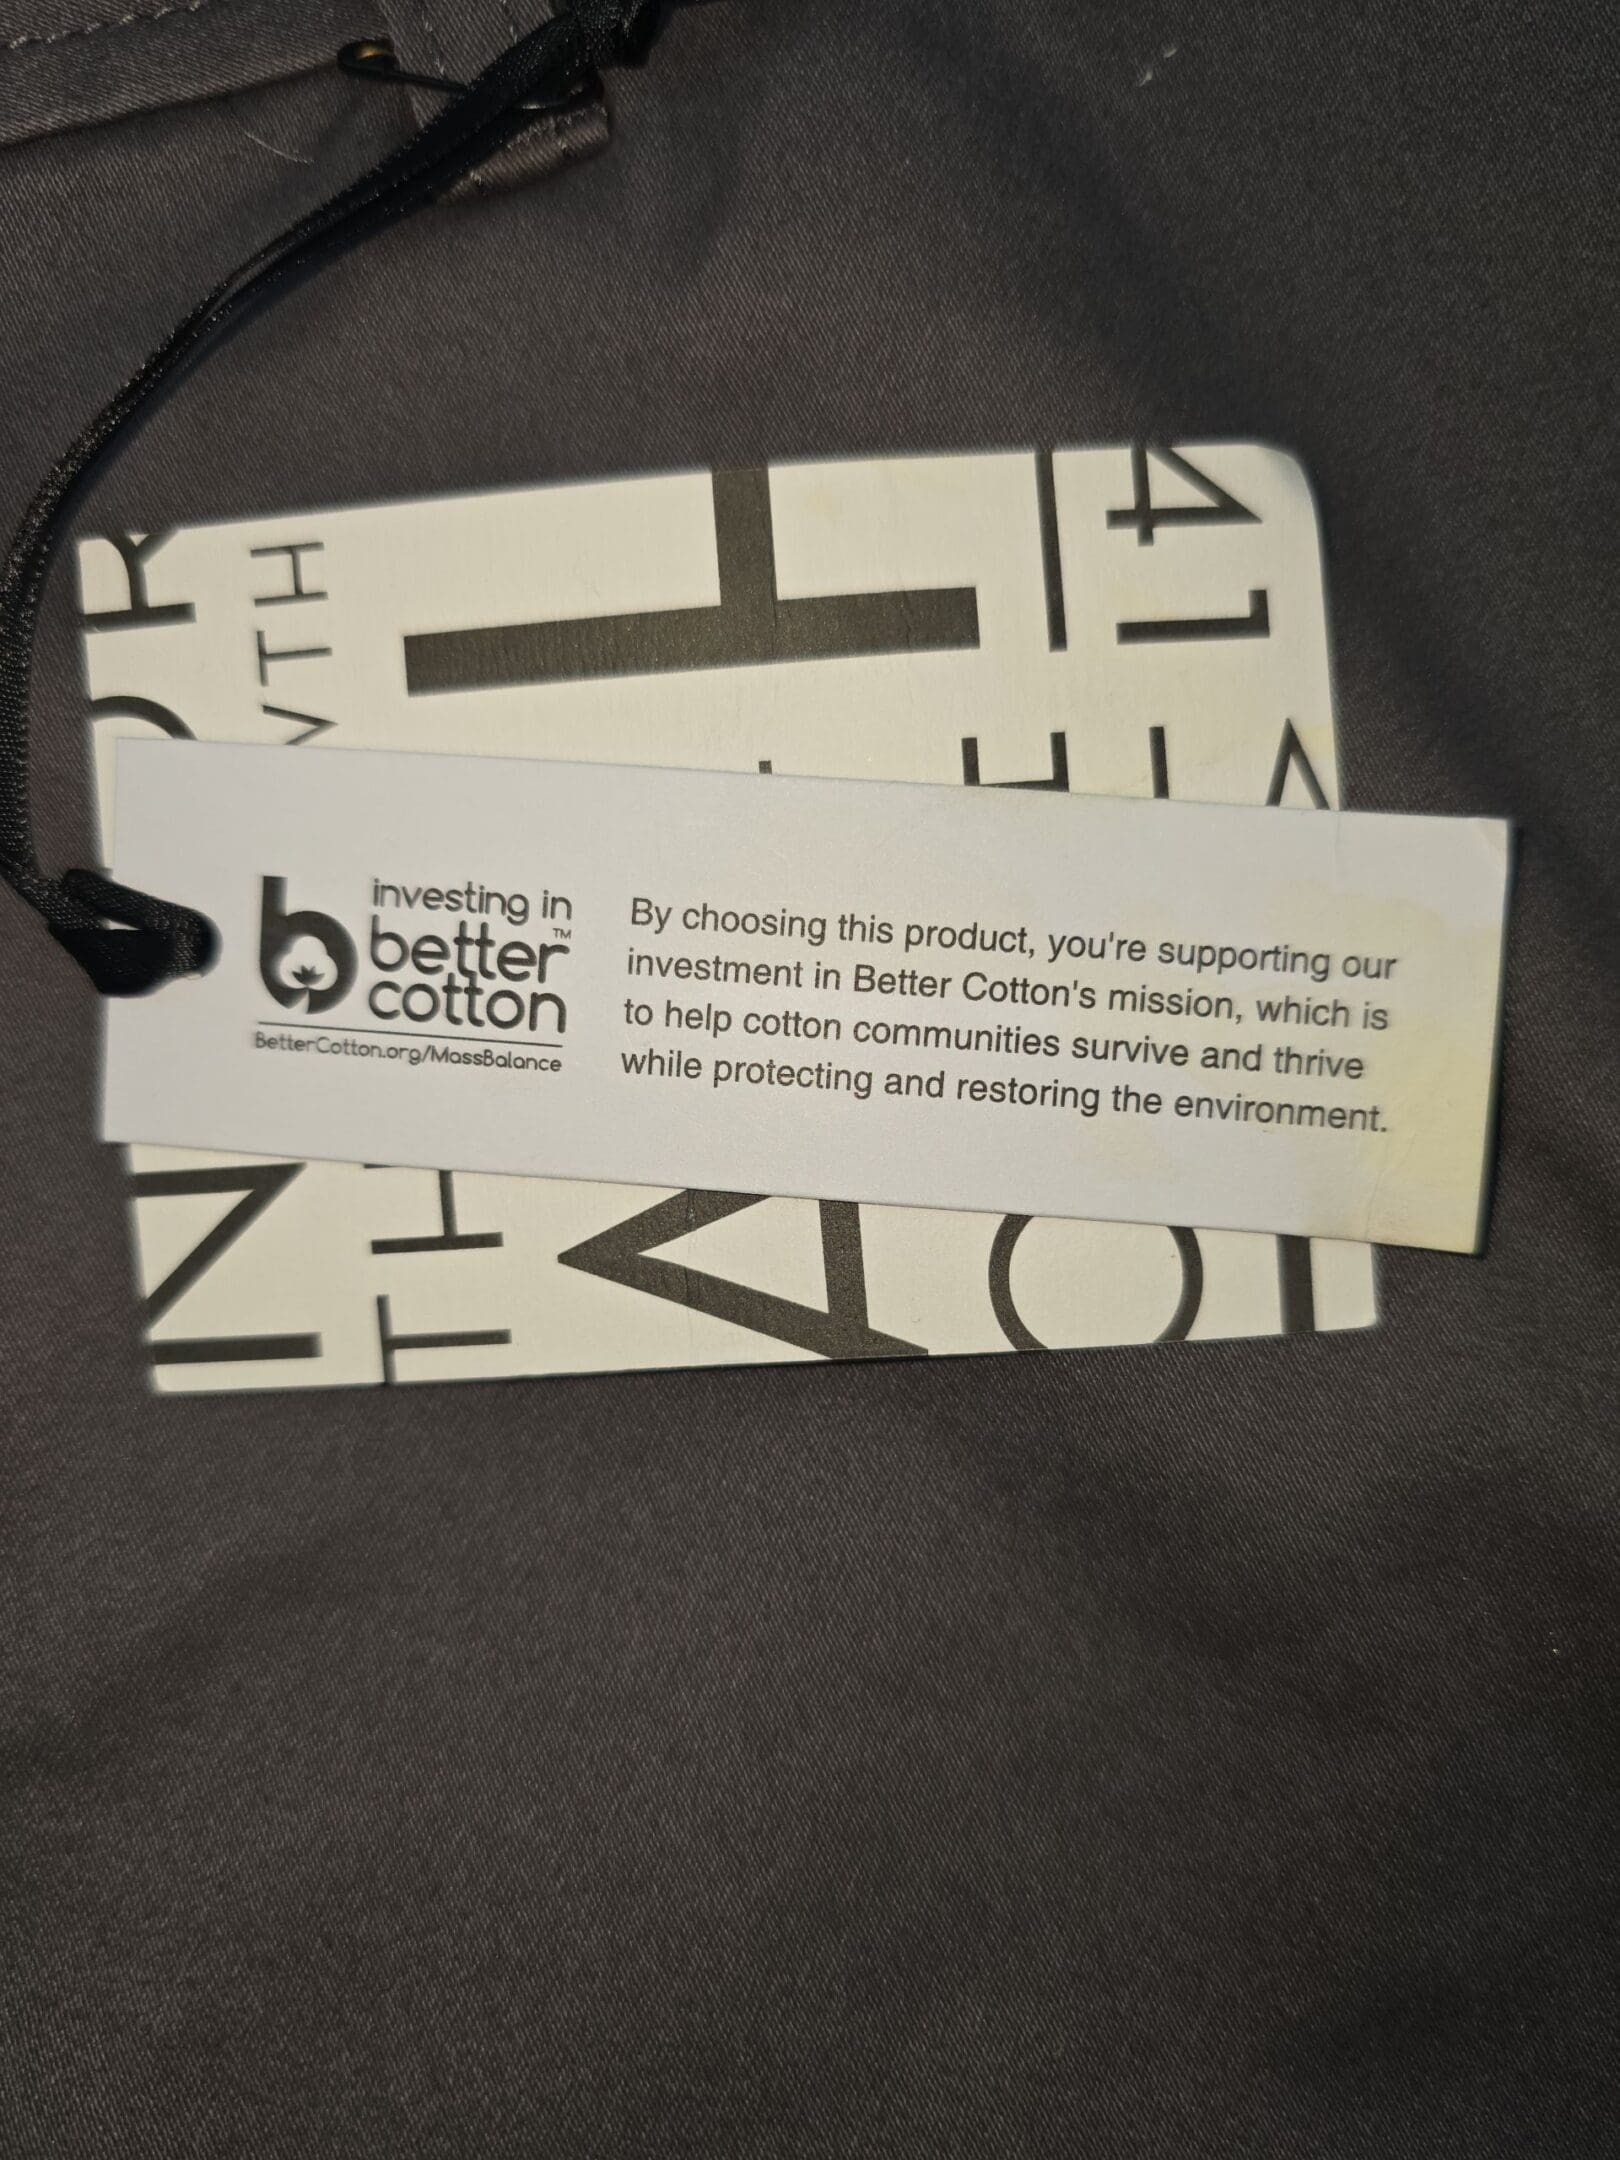 investing in
better™
cotton
BetterCotton.org/MassBalance
By choosing this product, you're supporting our
investment in Better Cotton's mission, which is
to help cotton communities survive and thrive
while protecting and restoring the environment.